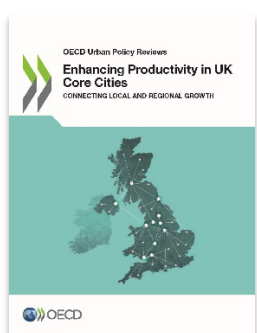 OECD Urban Policy Reviews
Enhancing Productivity in UK
Core Cities
CONNECTING LOCAL AND REGIONAL GROWTH
OECD